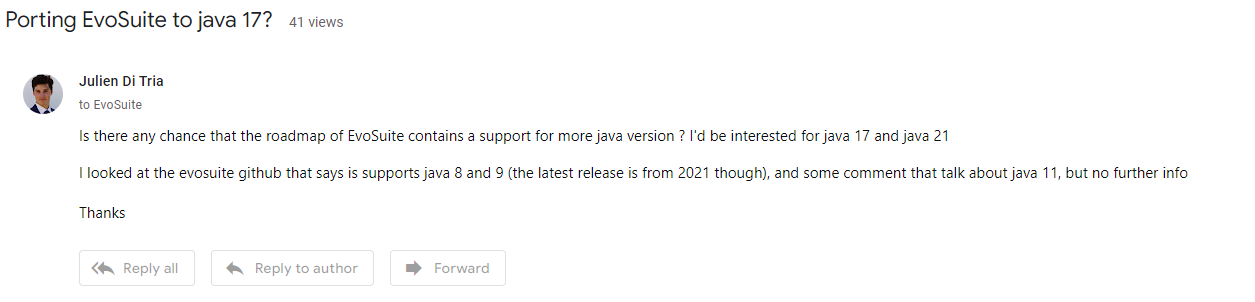 Porting EvoSuite to java 17? 41 views
Julien Di Tria
to EvoSuite
Is there any chance that the roadmap of EvoSuite contains a support for more java version ? I'd be interested for java 17 and java 21
I looked at the evosuite github that says is supports java 8 and 9 (the latest release is from 2021 though), and some comment that talk about java 11, but no further info
Thanks
Reply all Reply to author Forward